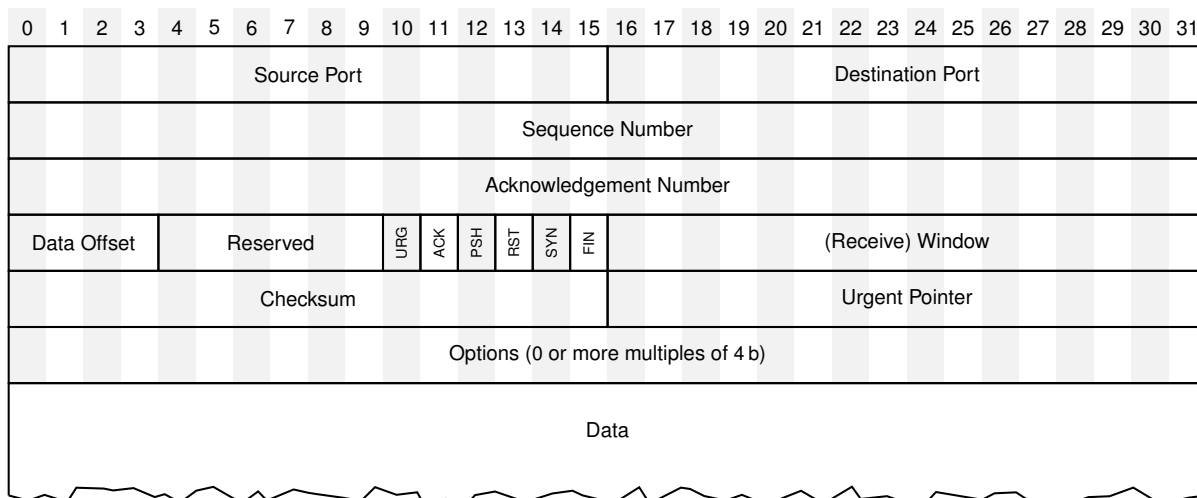 0 1 2 3 4 5 6 7 8 9 10 11 12 13 14 15 16 17 18 19 20 21 22 23 24 25 26 27 28 29 30 31
Source Port Destination Port
Sequence Number
Acknowledgement Number
Data Offset Reserved URG ACK PSH RST SYN FIN (Receive) Window
Checksum Urgent Pointer
Options (0 or more multiples of 4 b)
Data